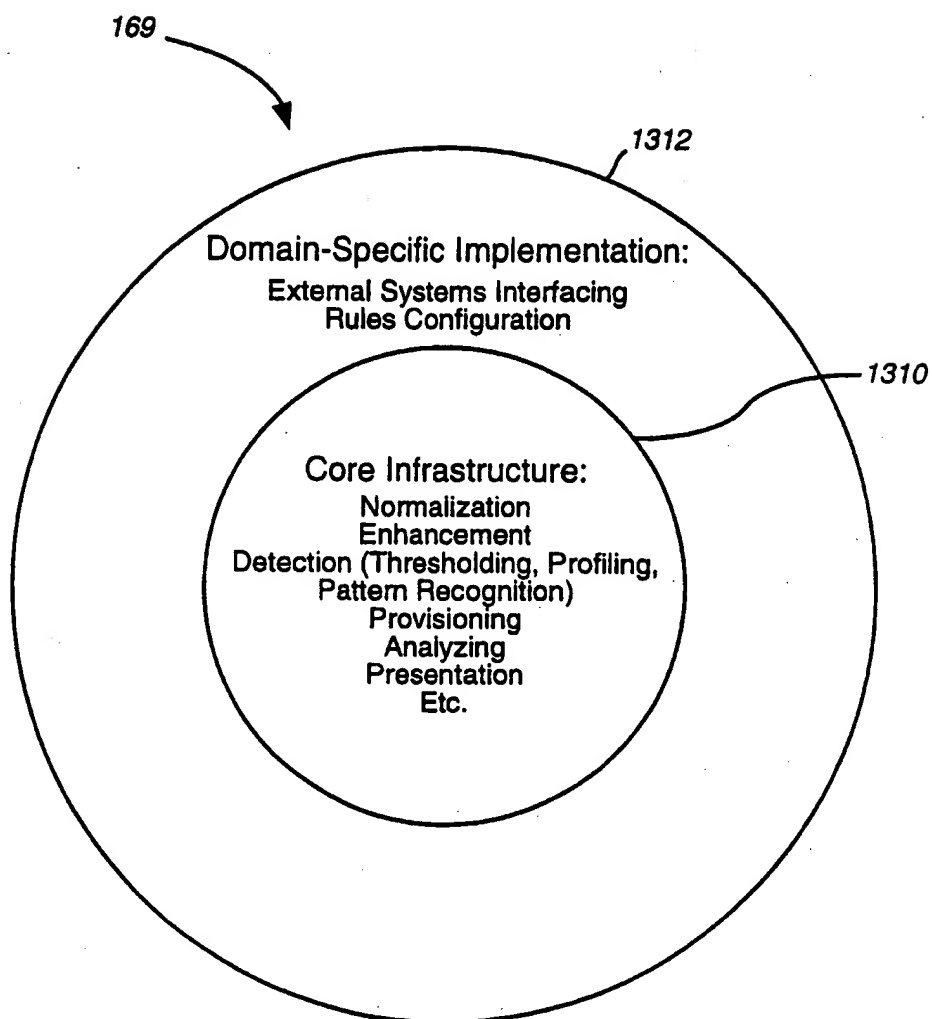 169
1312
Domain-Specific Implementation:
External Systems Interfacing
Rules Configuration
1310
Core Infrastructure:
Normalization
Enhancement
Detection (Thresholding, Profiling,
Pattern Recognition)
Provisioning
Analyzing
Presentation
Etc.